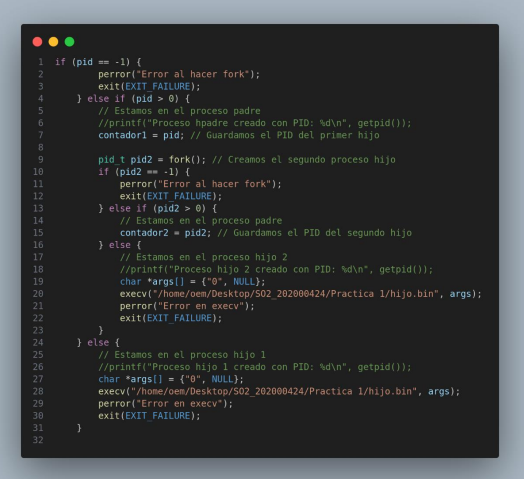 1 if (pid == -1) {
2 perror("Error al hacer fork");
3 exit(EXIT_FAILURE);
4 } else if (pid > 0) {
5 // Estamos en el proceso padre
6 //printf("Proceso hpadre creado con PID: %d\n", getpid());
7 contador1 = pid; // Guardamos el PID del primer hijo
8
9 pid_t pid2 = fork(); // Creamos el segundo proceso hijo
10 if (pid2 == -1) {
11 perror("Error al hacer fork");
12 exit(EXIT_FAILURE);
13 } else if (pid2 > 0) {
14 // Estamos en el proceso padre
15 contador2 = pid2; // Guardamos el PID del segundo hijo
16 } else {
17 // Estamos en el proceso hijo 2
18 //printf("Proceso hijo 2 creado con PID: %d\n", getpid());
19 char *args[] = {"0", NULL};
20 execv("/home/oem/Desktop/SO2_202000424/Practica 1/hijo.bin", args);
21 perror("Error en execv");
22 exit(EXIT_FAILURE);
23 }
24 } else {
25 // Estamos en el proceso hijo 1
26 //printf("Proceso hijo 1 creado con PID: %d\n", getpid());
27 char *args[] = {"0", NULL};
28 execv("/home/oem/Desktop/SO2_202000424/Practica 1/hijo.bin", args);
29 perror("Error en execv");
30 exit(EXIT_FAILURE);
31 }
32